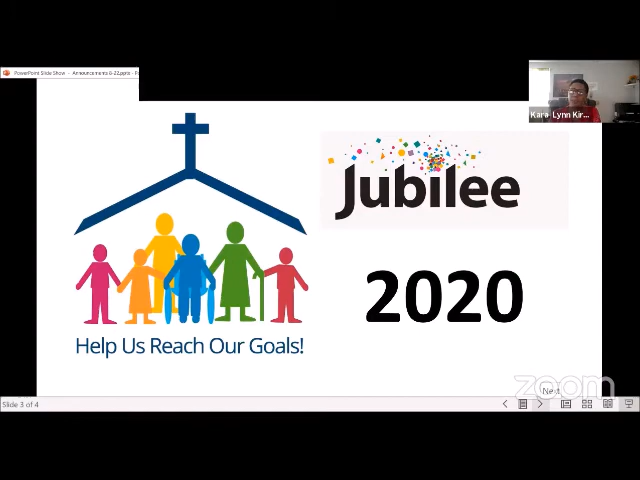 PowerPoint Slide Show - Announcements 8-22.pptx - P
Kara-Lynn Kir...
Jubilee
2020
Help Us Reach Our Goals!
zoom
Next
Slide 3 of 4